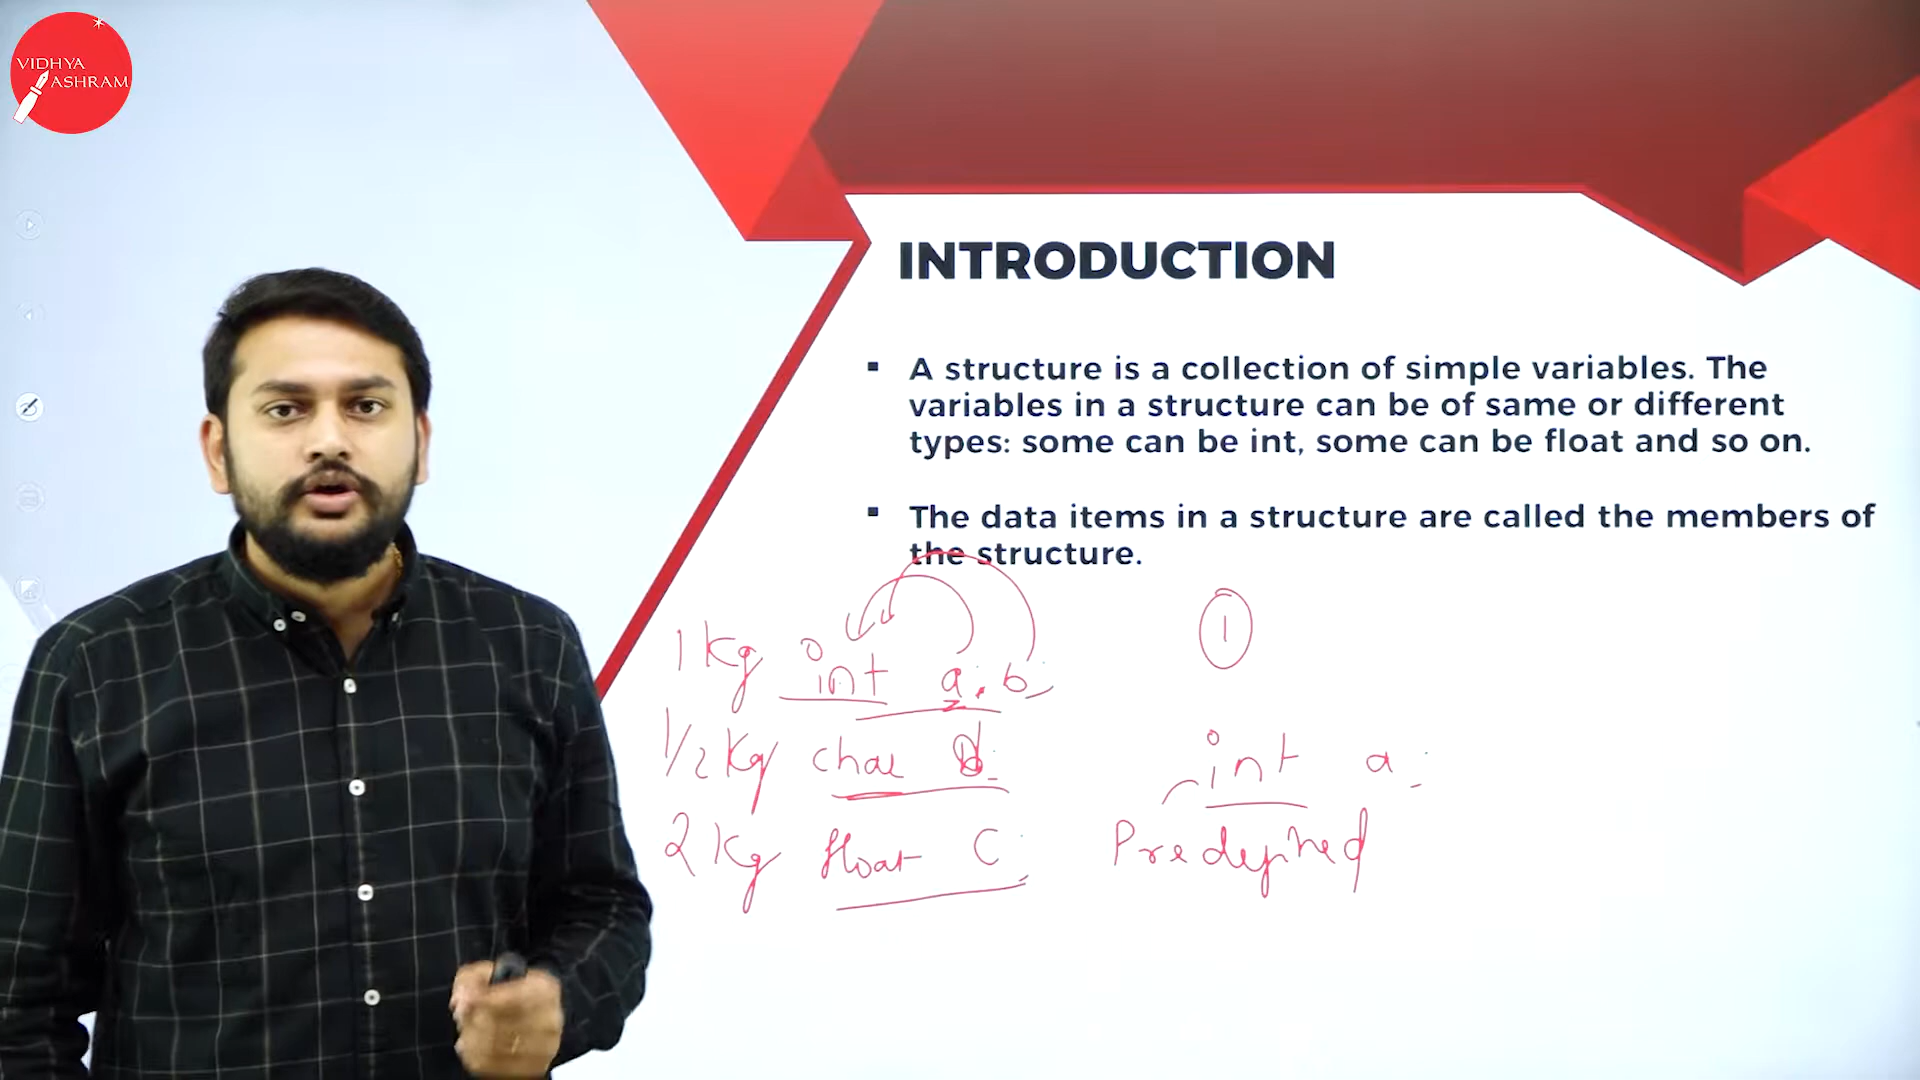 VIDHYA
ASHRAM
INTRODUCTION
▪ A structure is a collection of simple variables. The
variables in a structure can be of same or different
types: some can be int, some can be float and so on.
▪ The data items in a structure are called the members of
the structure.
1 Kg int a; b;
1/2 Kg char b;
2 Kg float C;
1
int a;
Predefined